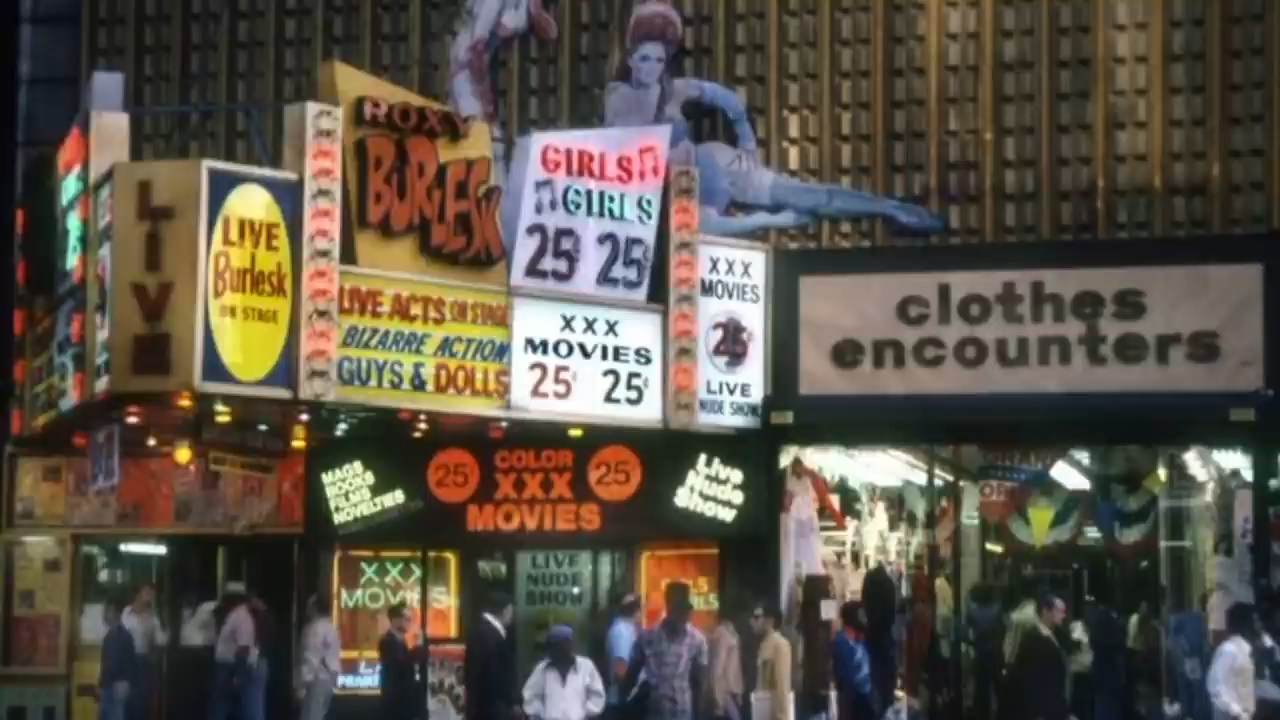 LIVE
LIVE
Burlesk
ON STAGE
ROXY
BURLESK
LIVE ACTS ON STAGE
BIZARRE ACTION
GUYS & DOLLS
GIRLS
GIRLS
25¢ 25¢
XXX
MOVIES
25¢ 25¢
XXX
MOVIES
25¢
LIVE
NUDE SHOW
clothes
encounters
MAGS
BOOKS
FILMS
NOVELTIES
25 COLOR 25
XXX
MOVIES
Live
Nude
Show
XXX
MOVIES
LIVE
NUDE
SHOW